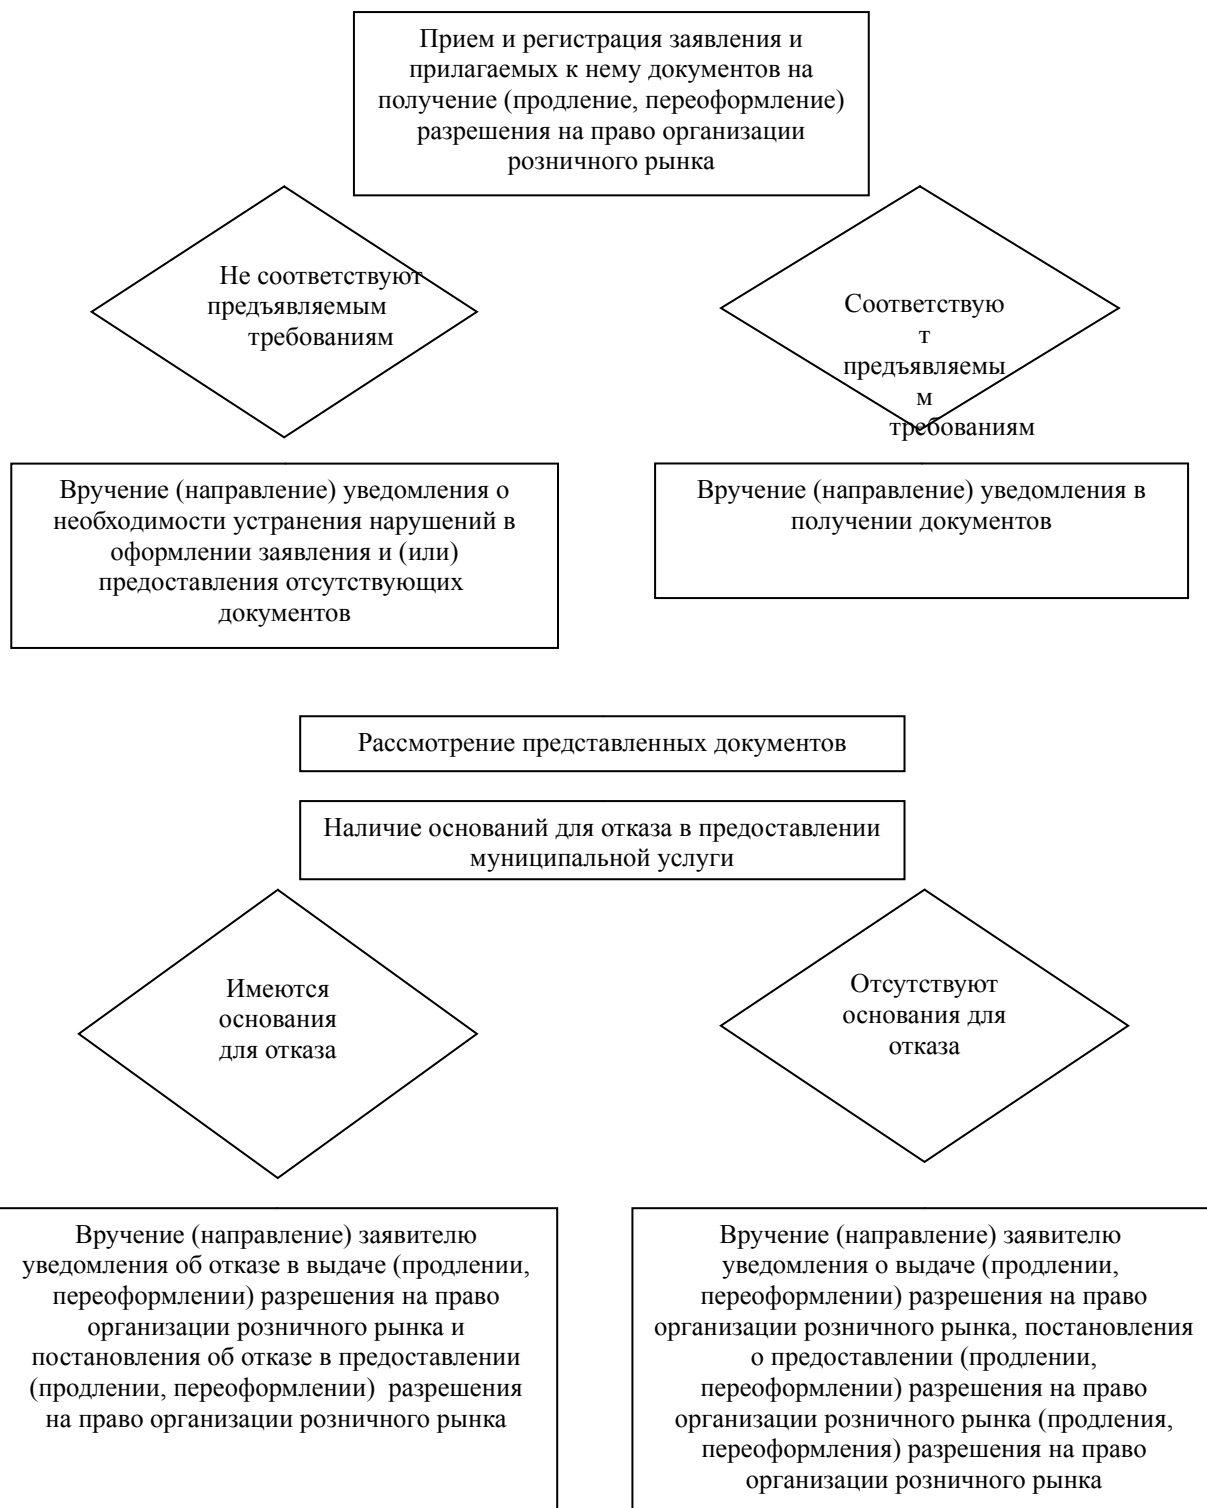 Прием и регистрация заявления и
прилагаемых к нему документов на
получение (продление, переоформление)
разрешения на право организации
розничного рынка
Не соответствуют
предъявляемым
требованиям
Соответствую
т
предъявляемы
м
требованиям
Вручение (направление) уведомления о
необходимости устранения нарушений в
оформлении заявления и (или)
предоставления отсутствующих
документов
Вручение (направление) уведомления в
получении документов
Рассмотрение представленных документов
Наличие оснований для отказа в предоставлении
муниципальной услуги
Имеются
основания
для отказа
Отсутствуют
основания для
отказа
Вручение (направление) заявителю
уведомления об отказе в выдаче (продлении,
переоформлении) разрешения на право
организации розничного рынка и
постановления об отказе в предоставлении
(продлении, переоформлении)  разрешения
на право организации розничного рынка
Вручение (направление) заявителю
уведомления о выдаче (продлении,
переоформлении) разрешения на право
организации розничного рынка, постановления
о предоставлении (продлении,
переоформлении) разрешения на право
организации розничного рынка (продления,
переоформления) разрешения на право
организации розничного рынка